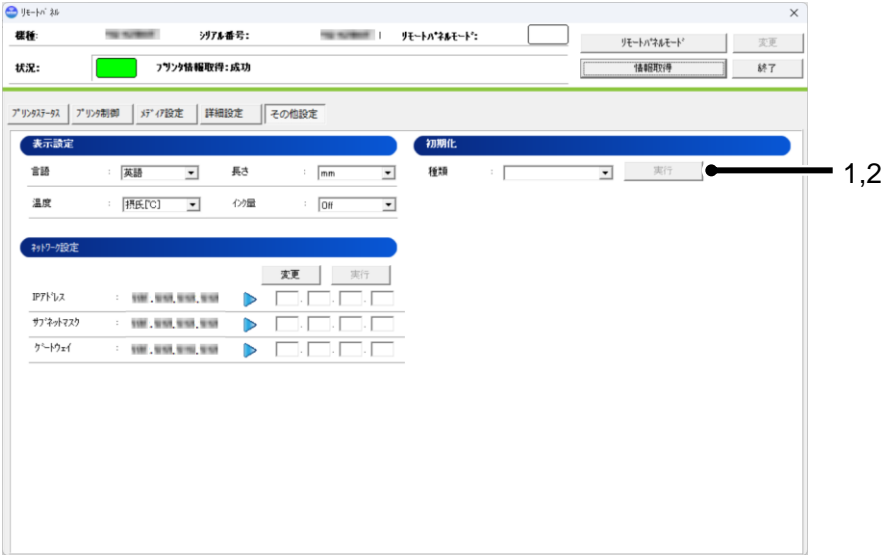 リモートパネル
機種: シリアル番号: リモートパネルモード:
リモートパネルモード 変更
状況: プリンタ情報取得:成功
情報取得 終了
プリンタステータス プリンタ制御 メディア設定 詳細設定 その他設定
表示設定 初期化
言語 : 英語 長さ : mm 種類 : 実行 1,2
温度 : 摂氏[℃] インク量 : Off
ネットワーク設定
変更 実行
IPアドレス :
サブネットマスク :
ゲートウェイ :